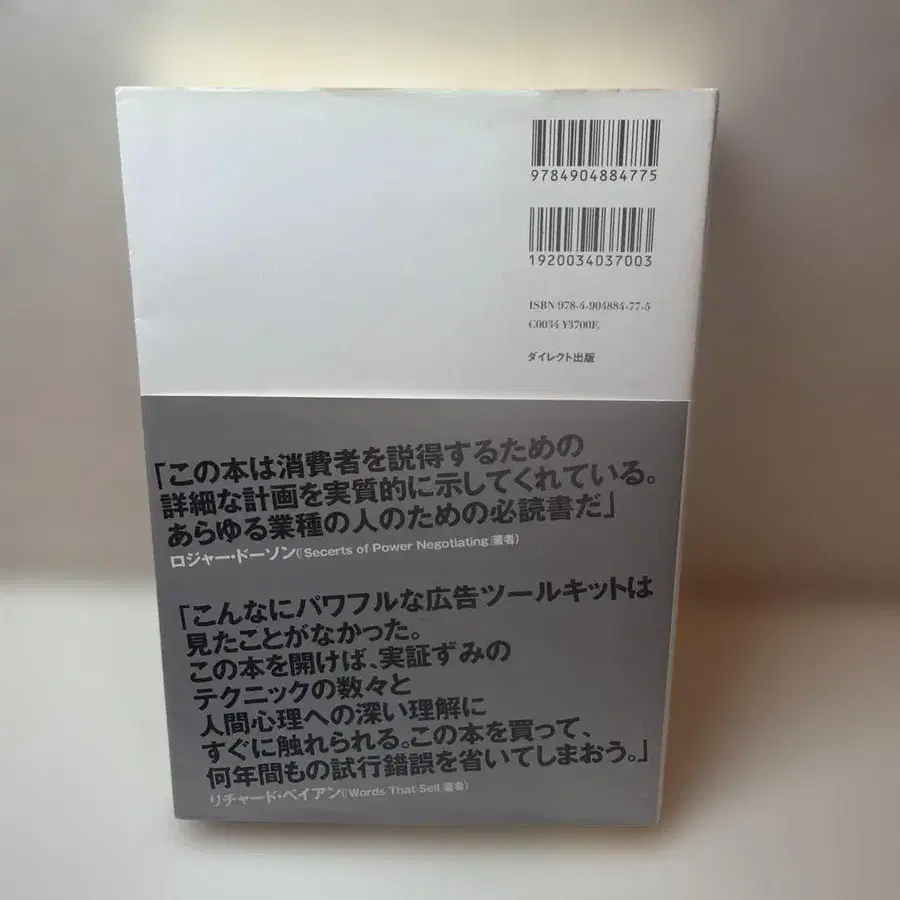 9784904884775
1920034037003
ISBN 978-4-904884-77-5
C0034 ¥3700E
ダイレクト出版
「この本は消費者を説得するための
詳細な計画を実質的に示してくれている。
あらゆる業種の人のための必読書だ」
ロジャー・ドーソン(『Secerts of Power Negotiating』著者)
「こんなにパワフルな広告ツールキットは
見たことがなかった。
この本を開けば、実証ずみの
テクニックの数々と
人間心理への深い理解に
すぐに触れられる。この本を買って、
何年間もの試行錯誤を省いてしまおう。」
リチャード・ベイアン(『Words That Sell』著者)